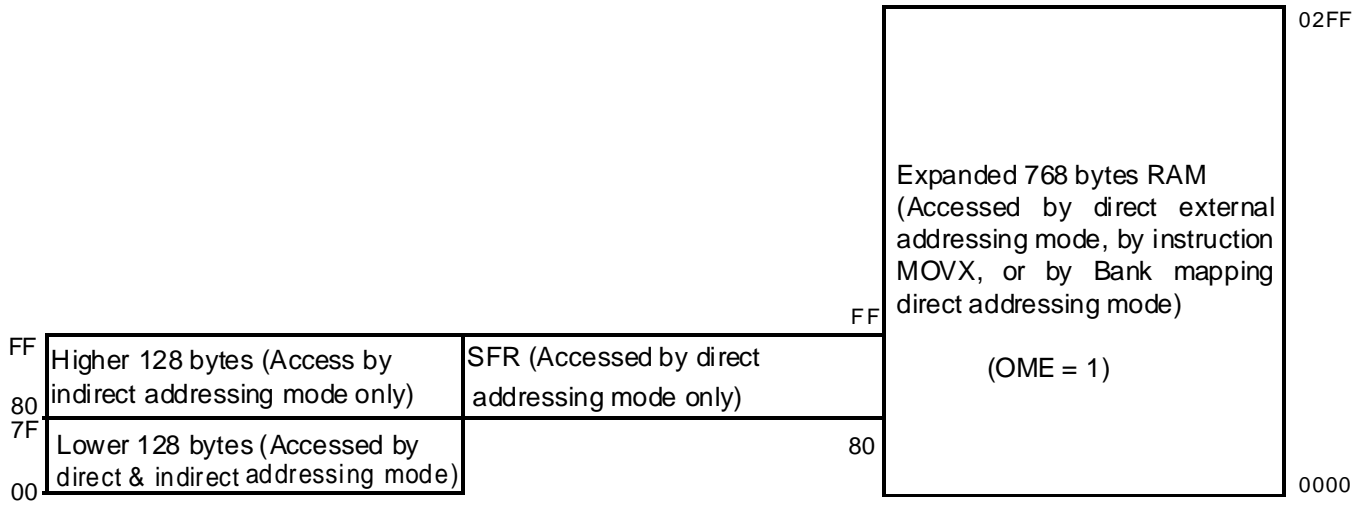 02FF
Expanded 768 bytes RAM
(Accessed by direct external
addressing mode, by instruction
MOVX, or by Bank mapping
direct addressing mode)
(OME = 1)
0000
FF
Higher 128 bytes (Access by
indirect addressing mode only)
80
FF
SFR (Accessed by direct
addressing mode only)
80
7F
Lower 128 bytes (Accessed by
direct & indirect addressing mode)
00